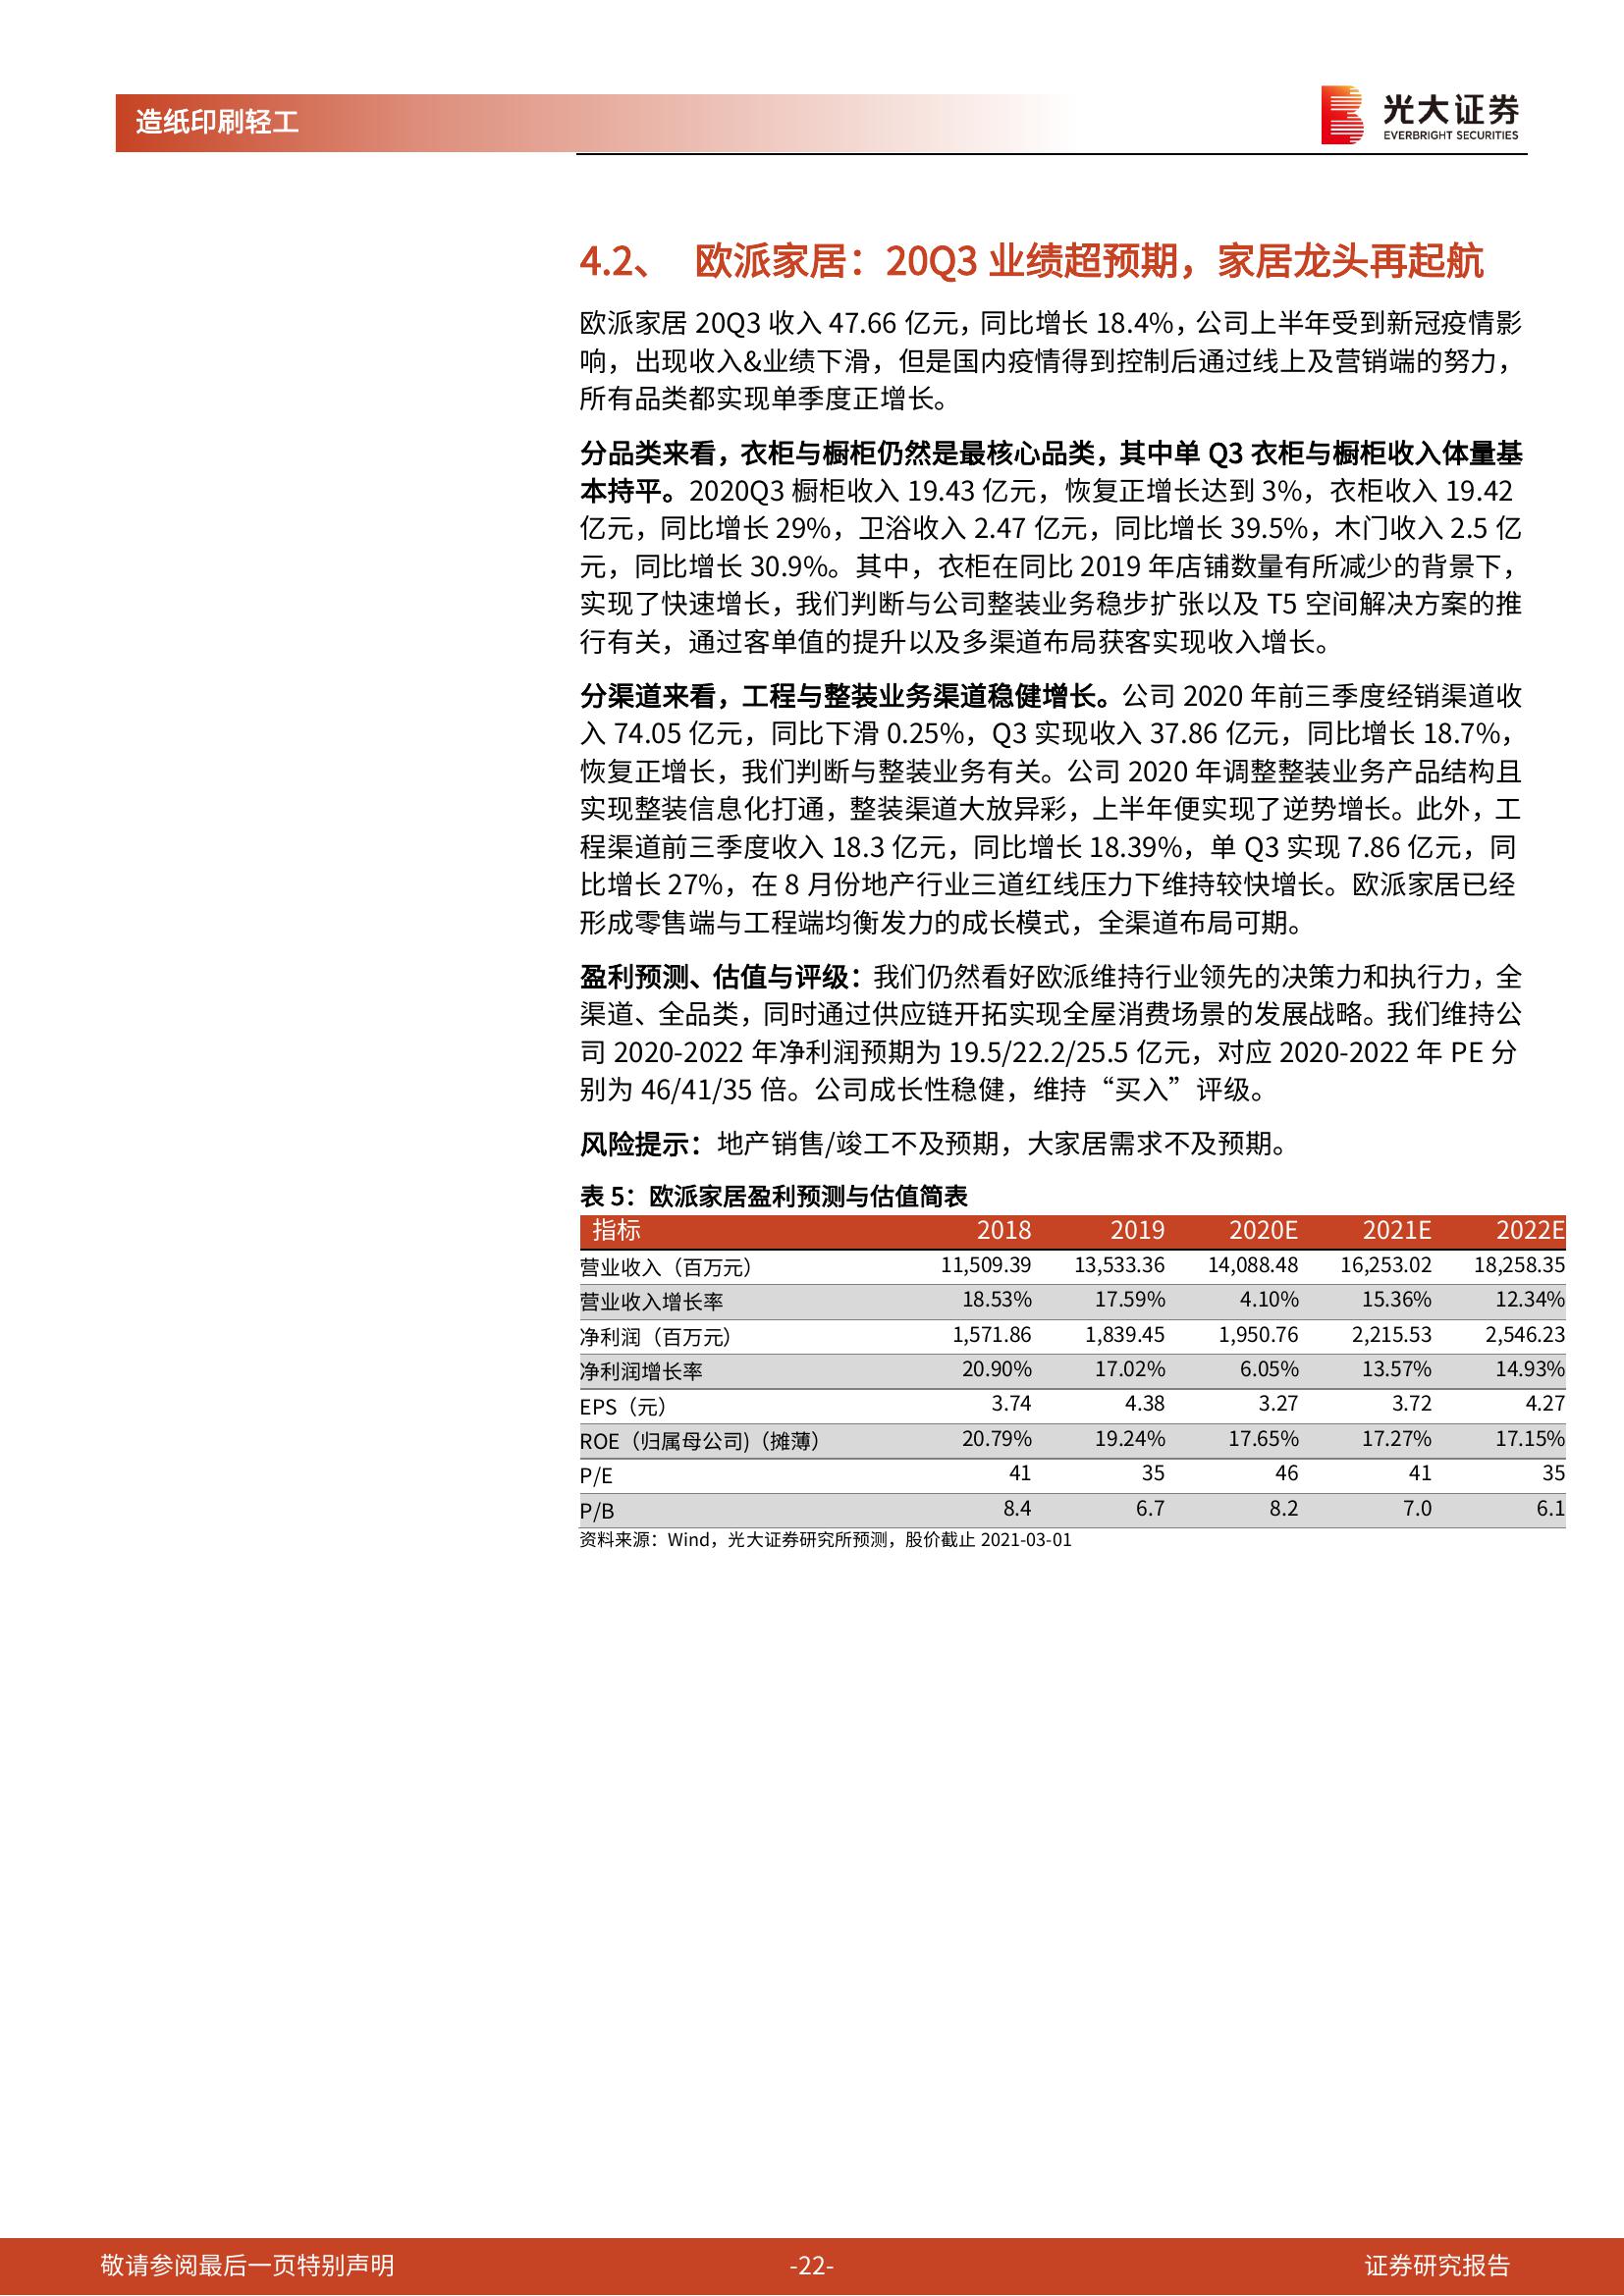 造纸印刷轻工
光大证券
EVERBRIGHT SECURITIES
4.2、 欧派家居：20Q3 业绩超预期，家居龙头再起航
欧派家居 20Q3 收入 47.66 亿元，同比增长 18.4%，公司上半年受到新冠疫情影
响，出现收入&业绩下滑，但是国内疫情得到控制后通过线上及营销端的努力，
所有品类都实现单季度正增长。
分品类来看，衣柜与橱柜仍然是最核心品类，其中单 Q3 衣柜与橱柜收入体量基
本持平。2020Q3 橱柜收入 19.43 亿元，恢复正增长达到 3%，衣柜收入 19.42
亿元，同比增长 29%，卫浴收入 2.47 亿元，同比增长 39.5%，木门收入 2.5 亿
元，同比增长 30.9%。其中，衣柜在同比 2019 年店铺数量有所减少的背景下，
实现了快速增长，我们判断与公司整装业务稳步扩张以及 T5 空间解决方案的推
行有关，通过客单值的提升以及多渠道布局获客实现收入增长。
分渠道来看，工程与整装业务渠道稳健增长。公司 2020 年前三季度经销渠道收
入 74.05 亿元，同比下滑 0.25%，Q3 实现收入 37.86 亿元，同比增长 18.7%，
恢复正增长，我们判断与整装业务有关。公司 2020 年调整整装业务产品结构且
实现整装信息化打通，整装渠道大放异彩，上半年便实现了逆势增长。此外，工
程渠道前三季度收入 18.3 亿元，同比增长 18.39%，单 Q3 实现 7.86 亿元，同
比增长 27%，在 8 月份地产行业三道红线压力下维持较快增长。欧派家居已经
形成零售端与工程端均衡发力的成长模式，全渠道布局可期。
盈利预测、估值与评级：我们仍然看好欧派维持行业领先的决策力和执行力，全
渠道、全品类，同时通过供应链开拓实现全屋消费场景的发展战略。我们维持公
司 2020-2022 年净利润预期为 19.5/22.2/25.5 亿元，对应 2020-2022 年 PE 分
别为 46/41/35 倍。公司成长性稳健，维持“买入”评级。
风险提示：地产销售/竣工不及预期，大家居需求不及预期。
表 5：欧派家居盈利预测与估值简表
指标 2018 2019 2020E 2021E 2022E
营业收入（百万元） 11,509.39 13,533.36 14,088.48 16,253.02 18,258.35
营业收入增长率 18.53% 17.59% 4.10% 15.36% 12.34%
净利润（百万元） 1,571.86 1,839.45 1,950.76 2,215.53 2,546.23
净利润增长率 20.90% 17.02% 6.05% 13.57% 14.93%
EPS（元） 3.74 4.38 3.27 3.72 4.27
ROE（归属母公司)（摊薄） 20.79% 19.24% 17.65% 17.27% 17.15%
P/E 41 35 46 41 35
P/B 8.4 6.7 8.2 7.0 6.1
资料来源：Wind，光大证券研究所预测，股价截止 2021-03-01
敬请参阅最后一页特别声明 -22- 证券研究报告